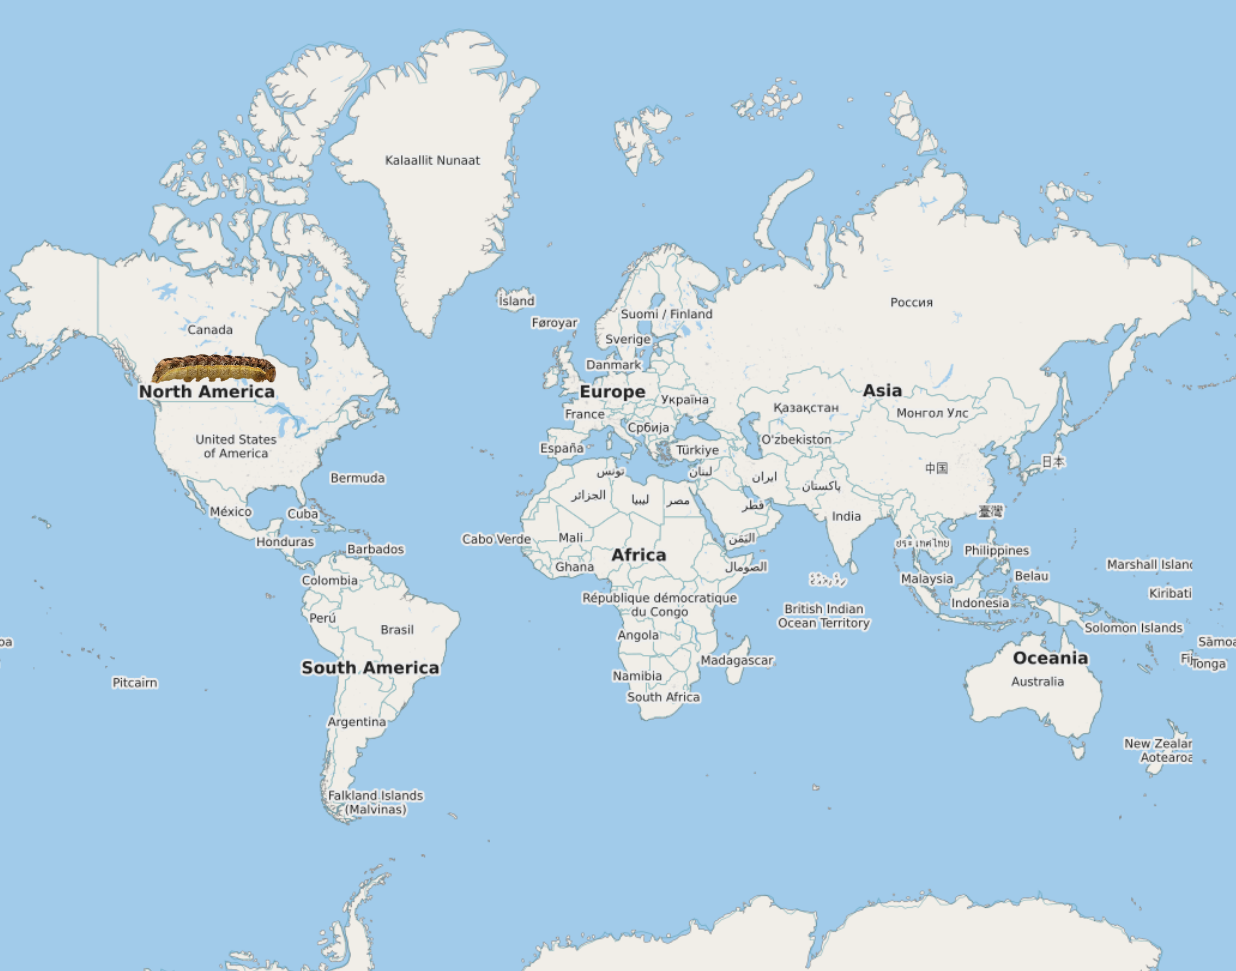 Kalaallit Nunaat
Ísland
Føroyar
Suomi / Finland
Sverige
Danmark
Россия
Canada
North America
Europe
Asia
Україна
Қазақстан
Монгол Улс
France
Србија
O'zbekiston
España
Türkiye
United States
of America
Bermuda
تونس
لبنان
ایران
پاکستان
中国
日本
الجزائر
ليبيا
مصر
قطر
México
Cuba
India
臺灣
Honduras
Barbados
Cabo Verde
Mali
اليَمَن
ประเทศไทย
Philippines
Africa
Ghana
الصومال
Marshall Islan
Colombia
Malaysia
Belau
Kiribati
République démocratique
du Congo
British Indian
Ocean Territory
Indonesia
Perú
Brasil
Angola
Solomon Islands
Sāmoa
oa
South America
Madagascar
Oceania
Fij
Tonga
Pitcairn
Namibia
Australia
South Africa
Argentina
New Zealan
Aotearoa
Falkland Islands
(Malvinas)